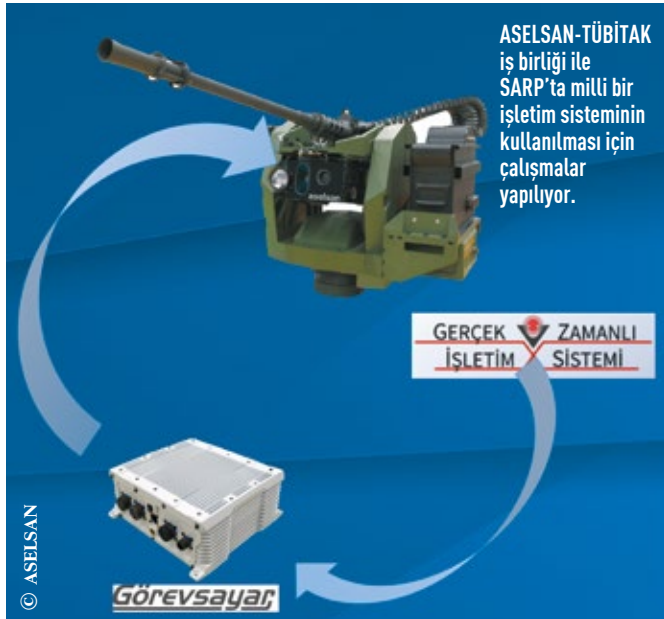 ASELSAN-TÜBİTAK
iş birliği ile
SARP'ta milli bir
işletim sisteminin
kullanılması için
çalışmalar
yapılıyor.
aselsan
GERÇEK ZAMANLI
İŞLETİM SİSTEMİ
Görevsayar
© ASELSAN